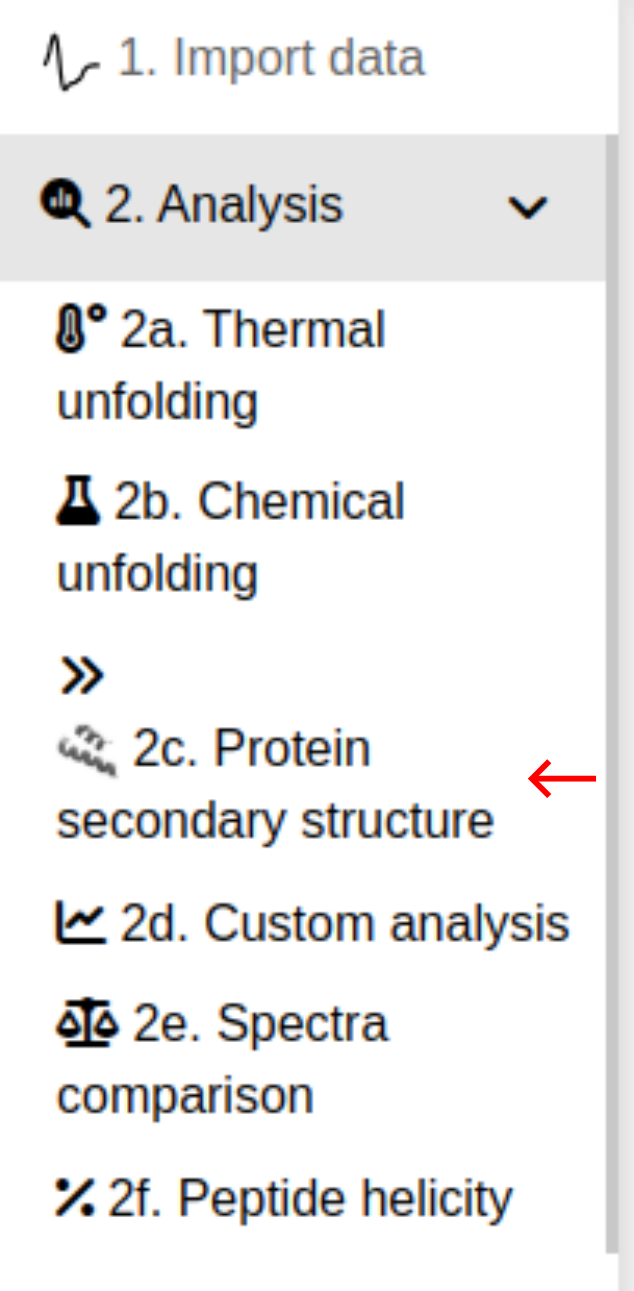 1. Import data
2. Analysis
2a. Thermal
unfolding
2b. Chemical
unfolding
2c. Protein
secondary structure
2d. Custom analysis
2e. Spectra
comparison
2f. Peptide helicity